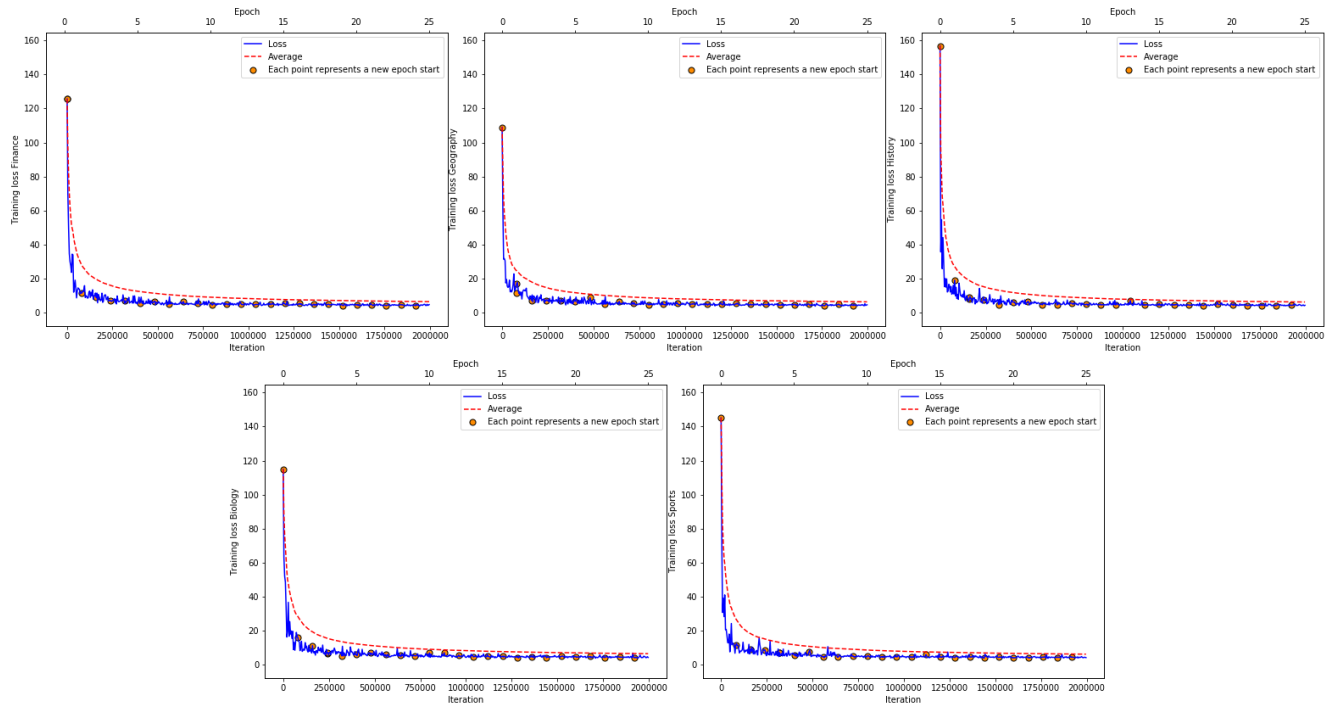 Epoch
0 5 10 15 20 25
160
140
120
100
80
60
40
20
0
Training loss Finance
Loss
Average
Each point represents a new epoch start
0 250000 500000 750000 1000000 1250000 1500000 1750000 2000000
Iteration
Epoch
0 5 10 15 20 25
160
140
120
100
80
60
40
20
0
Training loss Geography
Loss
Average
Each point represents a new epoch start
0 250000 500000 750000 1000000 1250000 1500000 1750000 2000000
Iteration
Epoch
0 5 10 15 20 25
160
140
120
100
80
60
40
20
0
Training loss History
Loss
Average
Each point represents a new epoch start
0 250000 500000 750000 1000000 1250000 1500000 1750000 2000000
Iteration
Epoch
0 5 10 15 20 25
160
140
120
100
80
60
40
20
0
Training loss Biology
Loss
Average
Each point represents a new epoch start
0 250000 500000 750000 1000000 1250000 1500000 1750000 2000000
Iteration
Epoch
0 5 10 15 20 25
160
140
120
100
80
60
40
20
0
Training loss Sports
Loss
Average
Each point represents a new epoch start
0 250000 500000 750000 1000000 1250000 1500000 1750000 2000000
Iteration